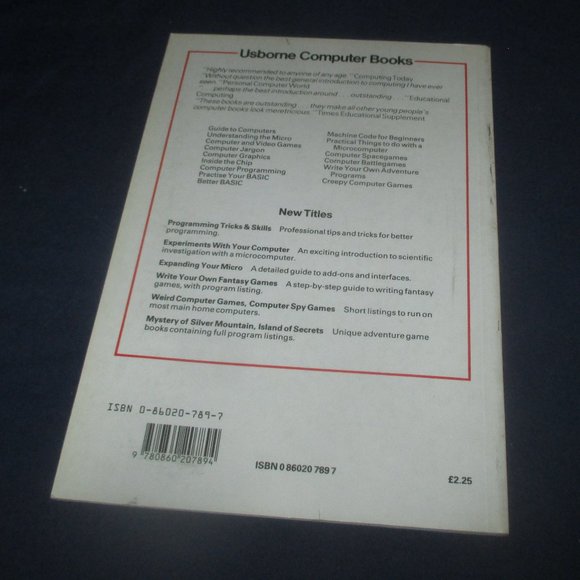 Usborne Computer Books
"Highly recommended to anyone of any age." Computing Today
"Without question the best general introduction to computing I have ever
seen." Personal Computer World
"... perhaps the best introduction around ... outstanding ..." Educational
Computing
"These books are outstanding ... they make all other young people's
computer books look meretricious." Times Educational Supplement
Guide to Computers
Understanding the Micro
Computer and Video Games
Computer Jargon
Computer Graphics
Inside the Chip
Computer Programming
Practise Your BASIC
Better BASIC
Machine Code for Beginners
Practical Things to do with a
Microcomputer
Computer Spacegames
Computer Battlegames
Write Your Own Adventure
Programs
Creepy Computer Games
New Titles
Programming Tricks & Skills Professional tips and tricks for better
programming.
Experiments With Your Computer An exciting introduction to scientific
investigation with a microcomputer.
Expanding Your Micro A detailed guide to add-ons and interfaces.
Write Your Own Fantasy Games A step-by-step guide to writing fantasy
games, with program listing.
Weird Computer Games, Computer Spy Games Short listings to run on
most main home computers.
Mystery of Silver Mountain, Island of Secrets Unique adventure game
books containing full program listings.
ISBN 0-86020-789-7
9 780860 207894
ISBN 0 86020 789 7
£2.25